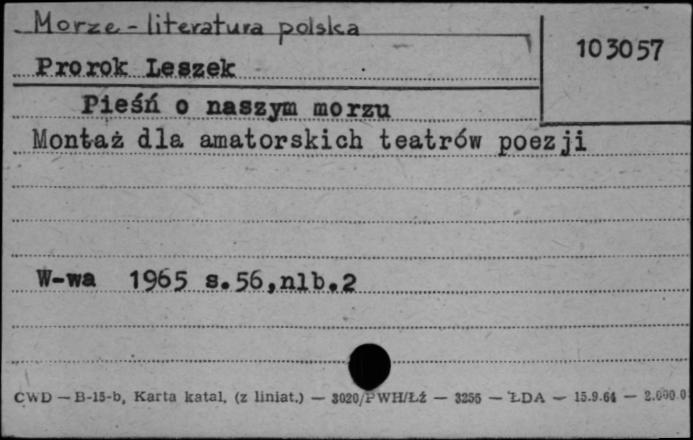 Morze - literatura polska
103057
Prorok Leszek
Pieśń o naszym morzu
Montaż dla amatorskich teatrów poezji
W-wa 1965 s.56,nlb.2
CWD — B-15-b, Karta katal. (z liniat.) — 3020/PWH/Łź — 3255 — ŁDA — 15.9.64 — 2.000.0